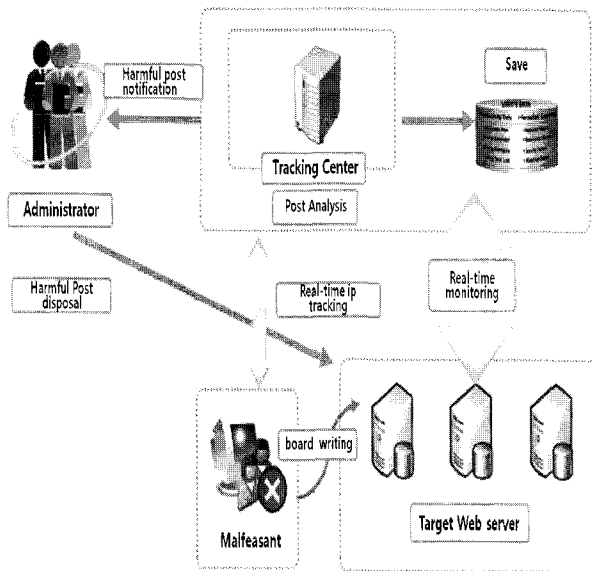 Harmful post
notification
Save
Tracking Center
Post Analysis
Administrator
Harmful Post
disposal
Real-time ip
tracking
Real-time
monitoring
board writing
Malfeasant
Target Web server